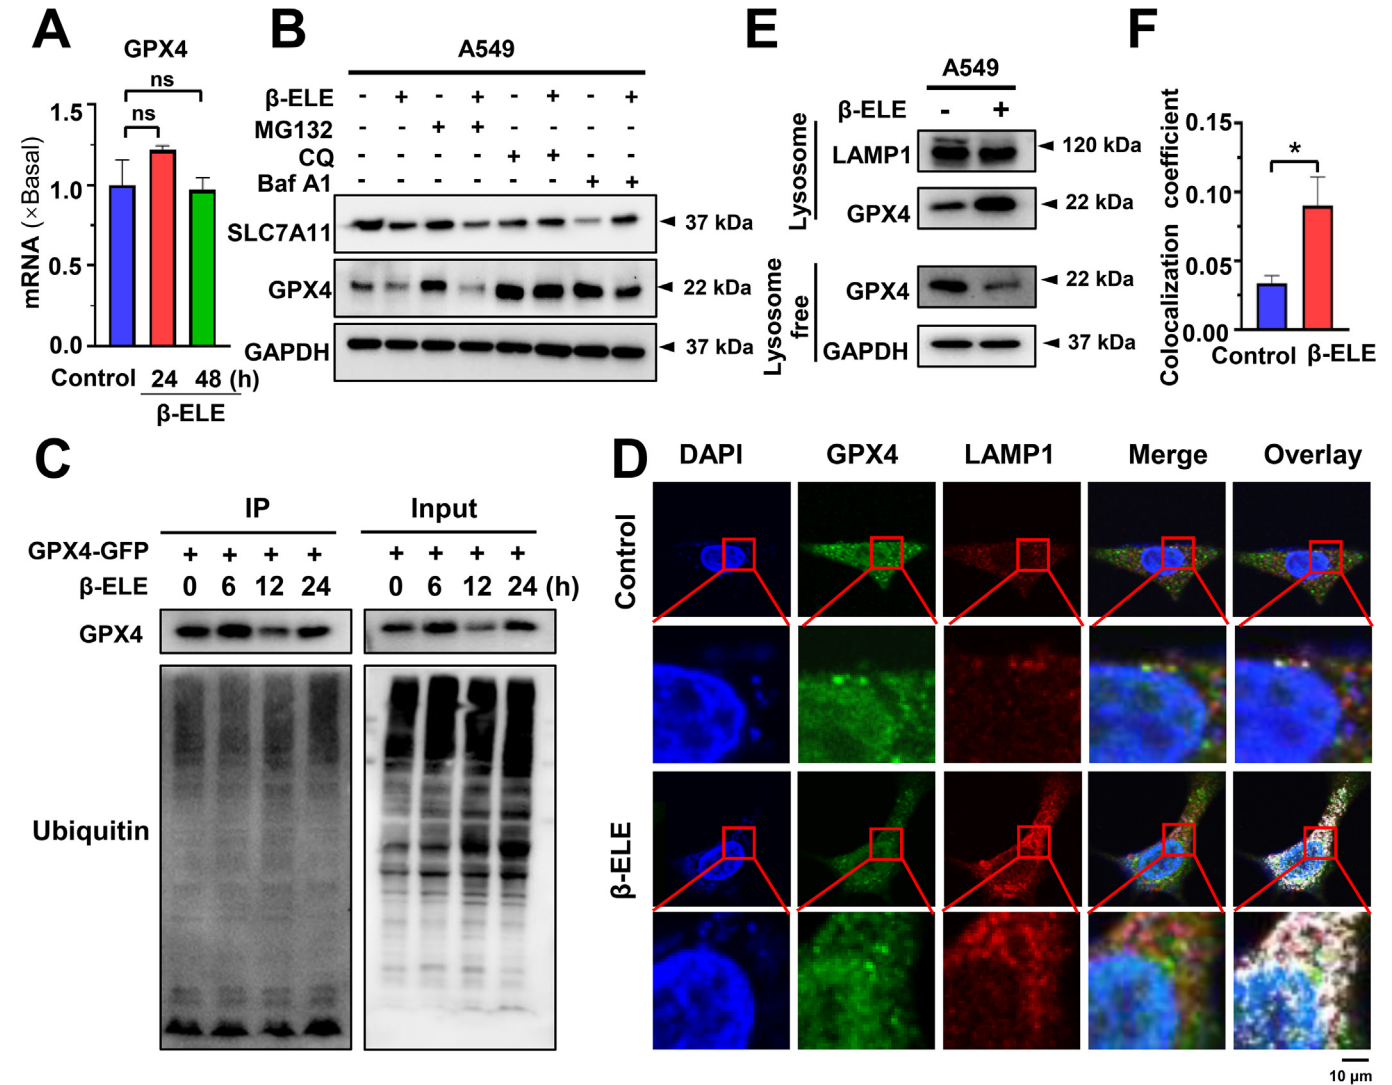 A
GPX4
ns
ns
mRNA (×Basal)
1.5
1.0
0.5
0.0
Control 24 48 (h)
β-ELE
B
A549
β-ELE - + - + - + - +
MG132 - - + + - - - -
CQ - - - - + + - -
Baf A1 - - - - - - + +
SLC7A11 37 kDa
GPX4 22 kDa
GAPDH 37 kDa
E
A549
β-ELE - +
Lysosome
LAMP1 120 kDa
GPX4 22 kDa
Lysosome
free
GPX4 22 kDa
GAPDH 37 kDa
F
Colocalization coefficient
0.15
0.10
0.05
0.00
*
Control β-ELE
C
IP Input
GPX4-GFP + + + + + + + +
β-ELE 0 6 12 24 0 6 12 24 (h)
GPX4
Ubiquitin
D
DAPI GPX4 LAMP1 Merge Overlay
Control
β-ELE
10 µm